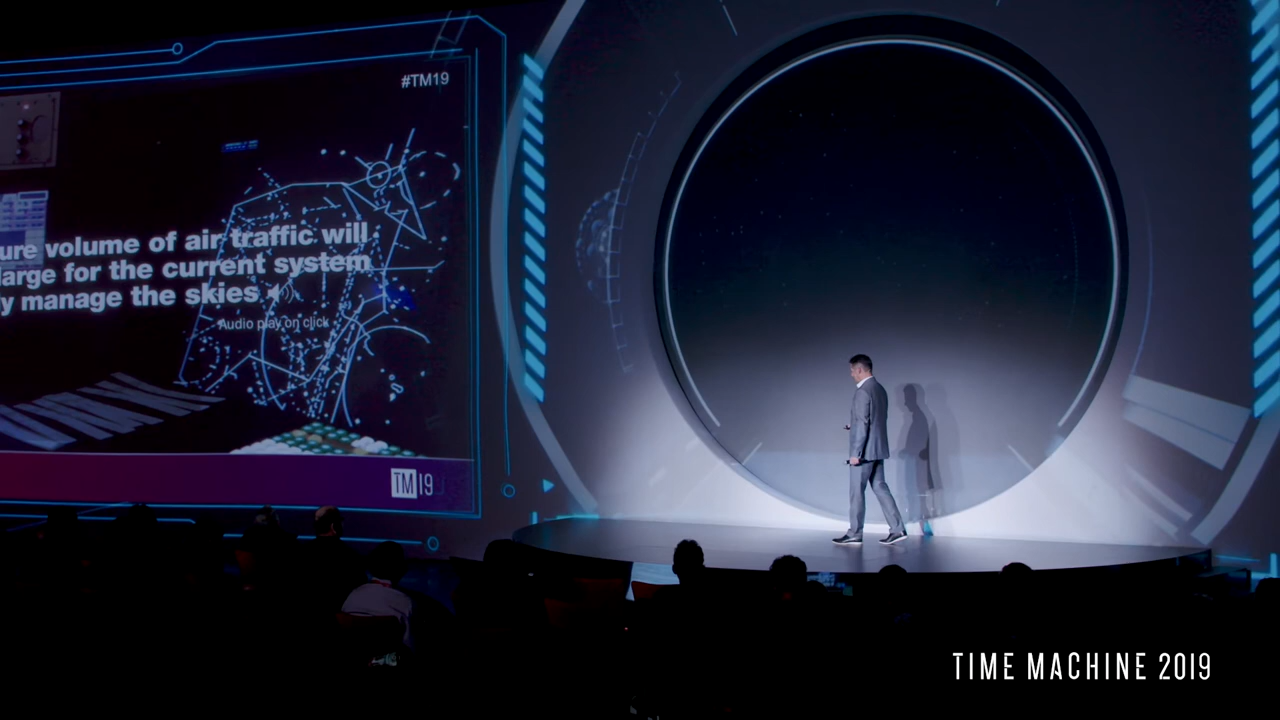 #TM19
ure volume of air traffic will
large for the current system
y manage the skies
Audio play on click
TM19
TIME MACHINE 2019